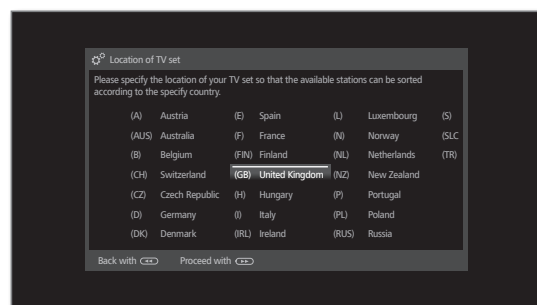 Location of TV set
Please specify the location of your TV set so that the available stations can be sorted
according to the specify country.
(A) Austria (E) Spain (L) Luxembourg (S)
(AUS) Australia (F) France (N) Norway (SLO
(B) Belgium (FIN) Finland (NL) Netherlands (TR)
(CH) Switzerland (GB) United Kingdom (NZ) New Zealand
(CZ) Czech Republic (H) Hungary (P) Portugal
(D) Germany (I) Italy (PL) Poland
(DK) Denmark (IRL) Ireland (RUS) Russia
Back with Proceed with